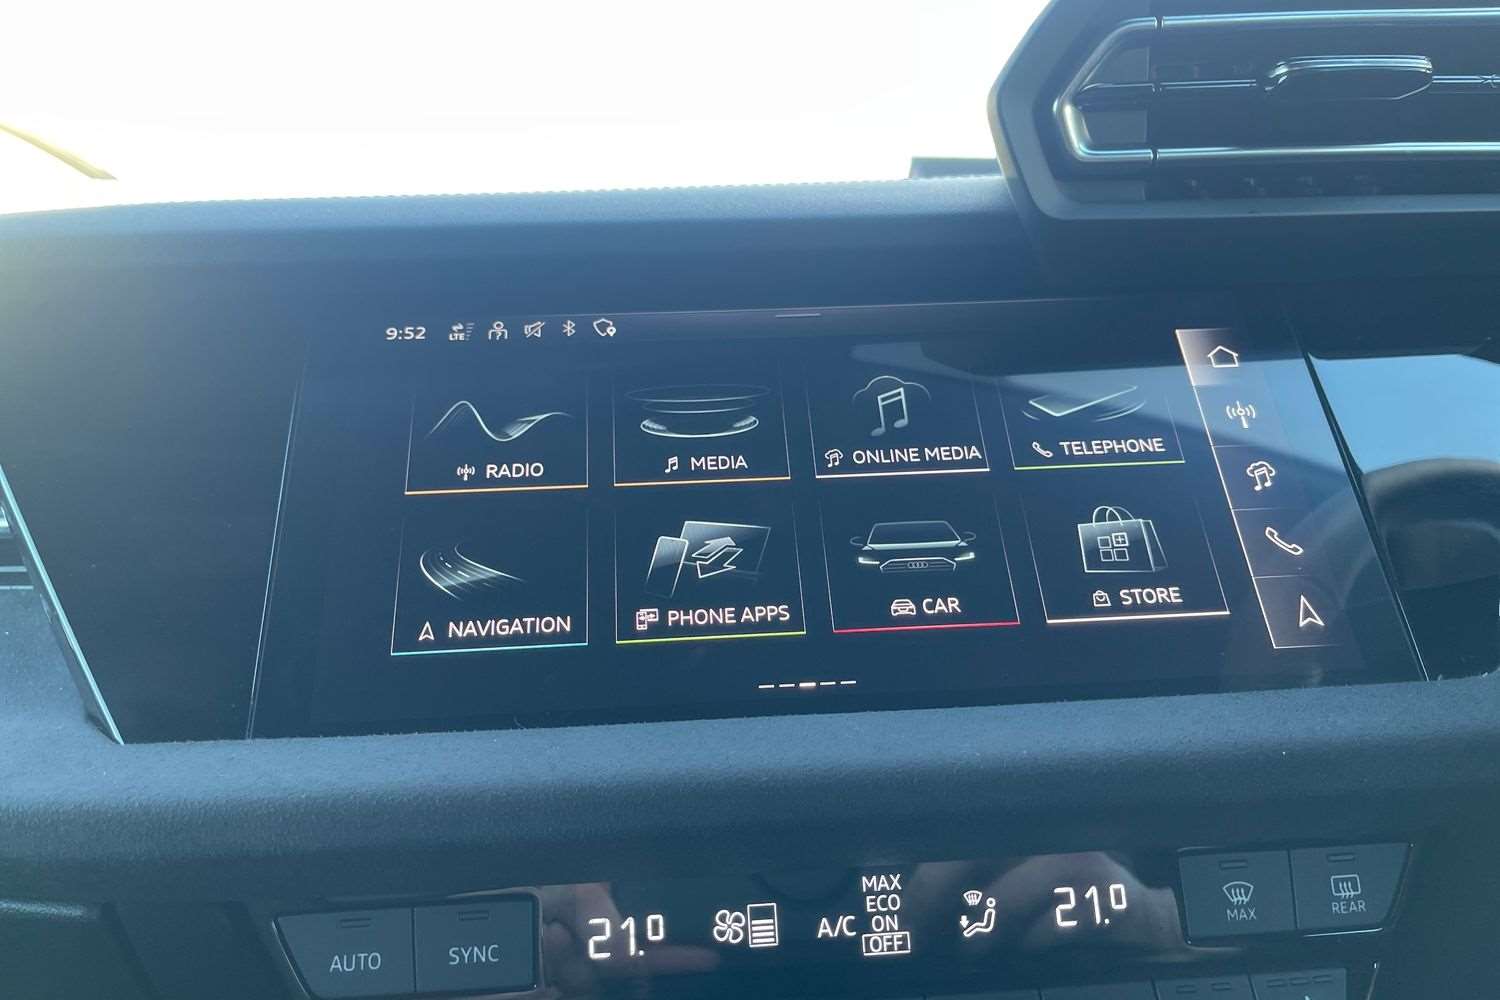 9:52 LTE
RADIO MEDIA ONLINE MEDIA TELEPHONE
NAVIGATION PHONE APPS CAR STORE
AUTO SYNC
21.0
A/C
MAX
ECO
ON
OFF
21.0
MAX
REAR